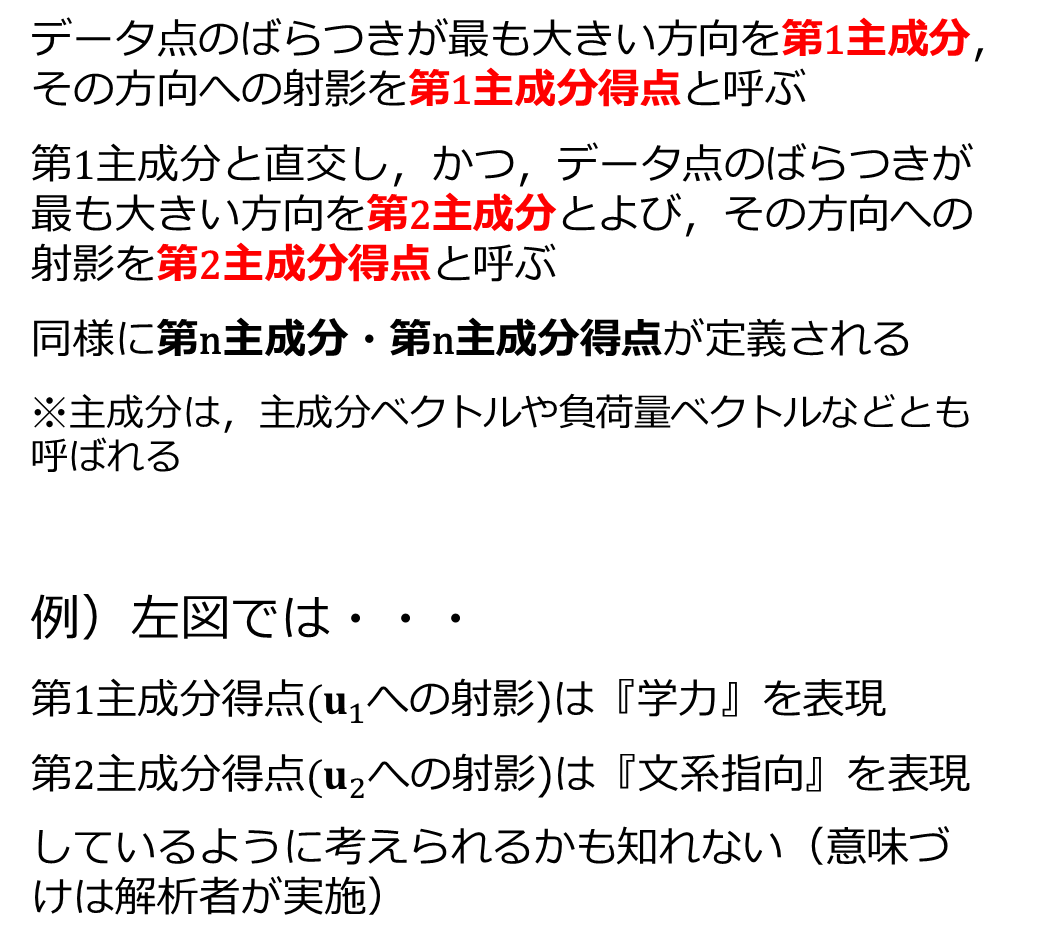 データ点のばらつきが最も大きい方向を第1主成分，
その方向への射影を第1主成分得点と呼ぶ
第1主成分と直交し，かつ，データ点のばらつきが
最も大きい方向を第2主成分とよび，その方向への
射影を第2主成分得点と呼ぶ
同様に第n主成分・第n主成分得点が定義される
※主成分は，主成分ベクトルや負荷量ベクトルなどとも
呼ばれる
例）左図では・・・
第1主成分得点(u₁への射影)は『学力』を表現
第2主成分得点(u₂への射影)は『文系指向』を表現
しているように考えられるかも知れない（意味づ
けは解析者が実施）